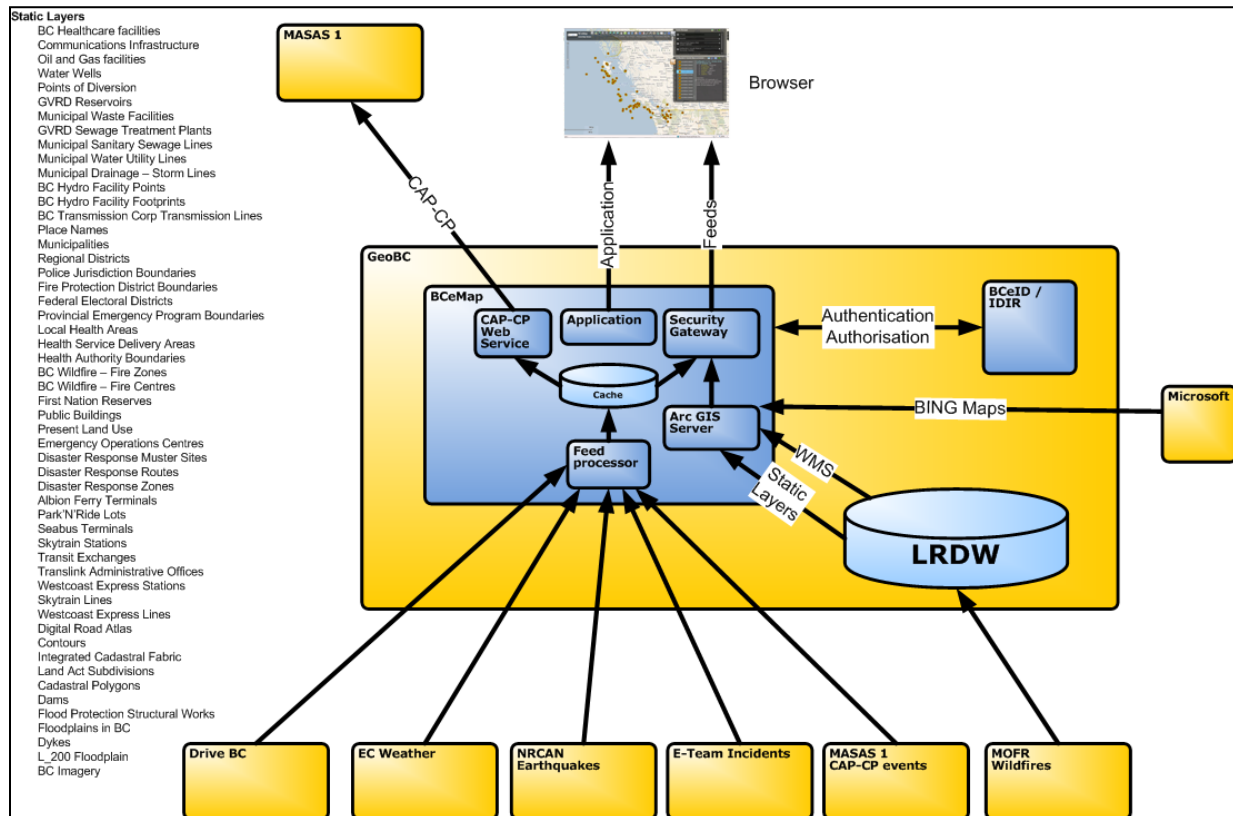 Static Layers
BC Healthcare facilities
Communications Infrastructure
Oil and Gas facilities
Water Wells
Points of Diversion
GVRD Reservoirs
Municipal Waste Facilities
GVRD Sewage Treatment Plants
Municipal Sanitary Sewage Lines
Municipal Water Utility Lines
Municipal Drainage – Storm Lines
BC Hydro Facility Points
BC Hydro Facility Footprints
BC Transmission Corp Transmission Lines
Place Names
Municipalities
Regional Districts
Police Jurisdiction Boundaries
Fire Protection District Boundaries
Federal Electoral Districts
Provincial Emergency Program Boundaries
Local Health Areas
Health Service Delivery Areas
Health Authority Boundaries
BC Wildfire – Fire Zones
BC Wildfire – Fire Centres
First Nation Reserves
Public Buildings
Present Land Use
Emergency Operations Centres
Disaster Response Muster Sites
Disaster Response Routes
Disaster Response Zones
Albion Ferry Terminals
Park'N'Ride Lots
Seabus Terminals
Skytrain Stations
Transit Exchanges
Translink Administrative Offices
Westcoast Express Stations
Skytrain Lines
Westcoast Express Lines
Digital Road Atlas
Contours
Integrated Cadastral Fabric
Land Act Subdivisions
Cadastral Polygons
Dams
Flood Protection Structural Works
Floodplains in BC
Dykes
L_200 Floodplain
BC Imagery
MASAS 1
Browser
CAP-CP
Application
Feeds
GeoBC
BCeMap
CAP-CP
Web
Service
Application
Security
Gateway
Authentication
Authorisation
BCeID /
IDIR
Cache
Arc GIS
Server
BING Maps
Microsoft
Feed
processor
WMS
Static
Layers
LRDW
Drive BC
EC Weather
NRCAN
Earthquakes
E-Team Incidents
MASAS 1
CAP-CP events
MOFR
Wildfires